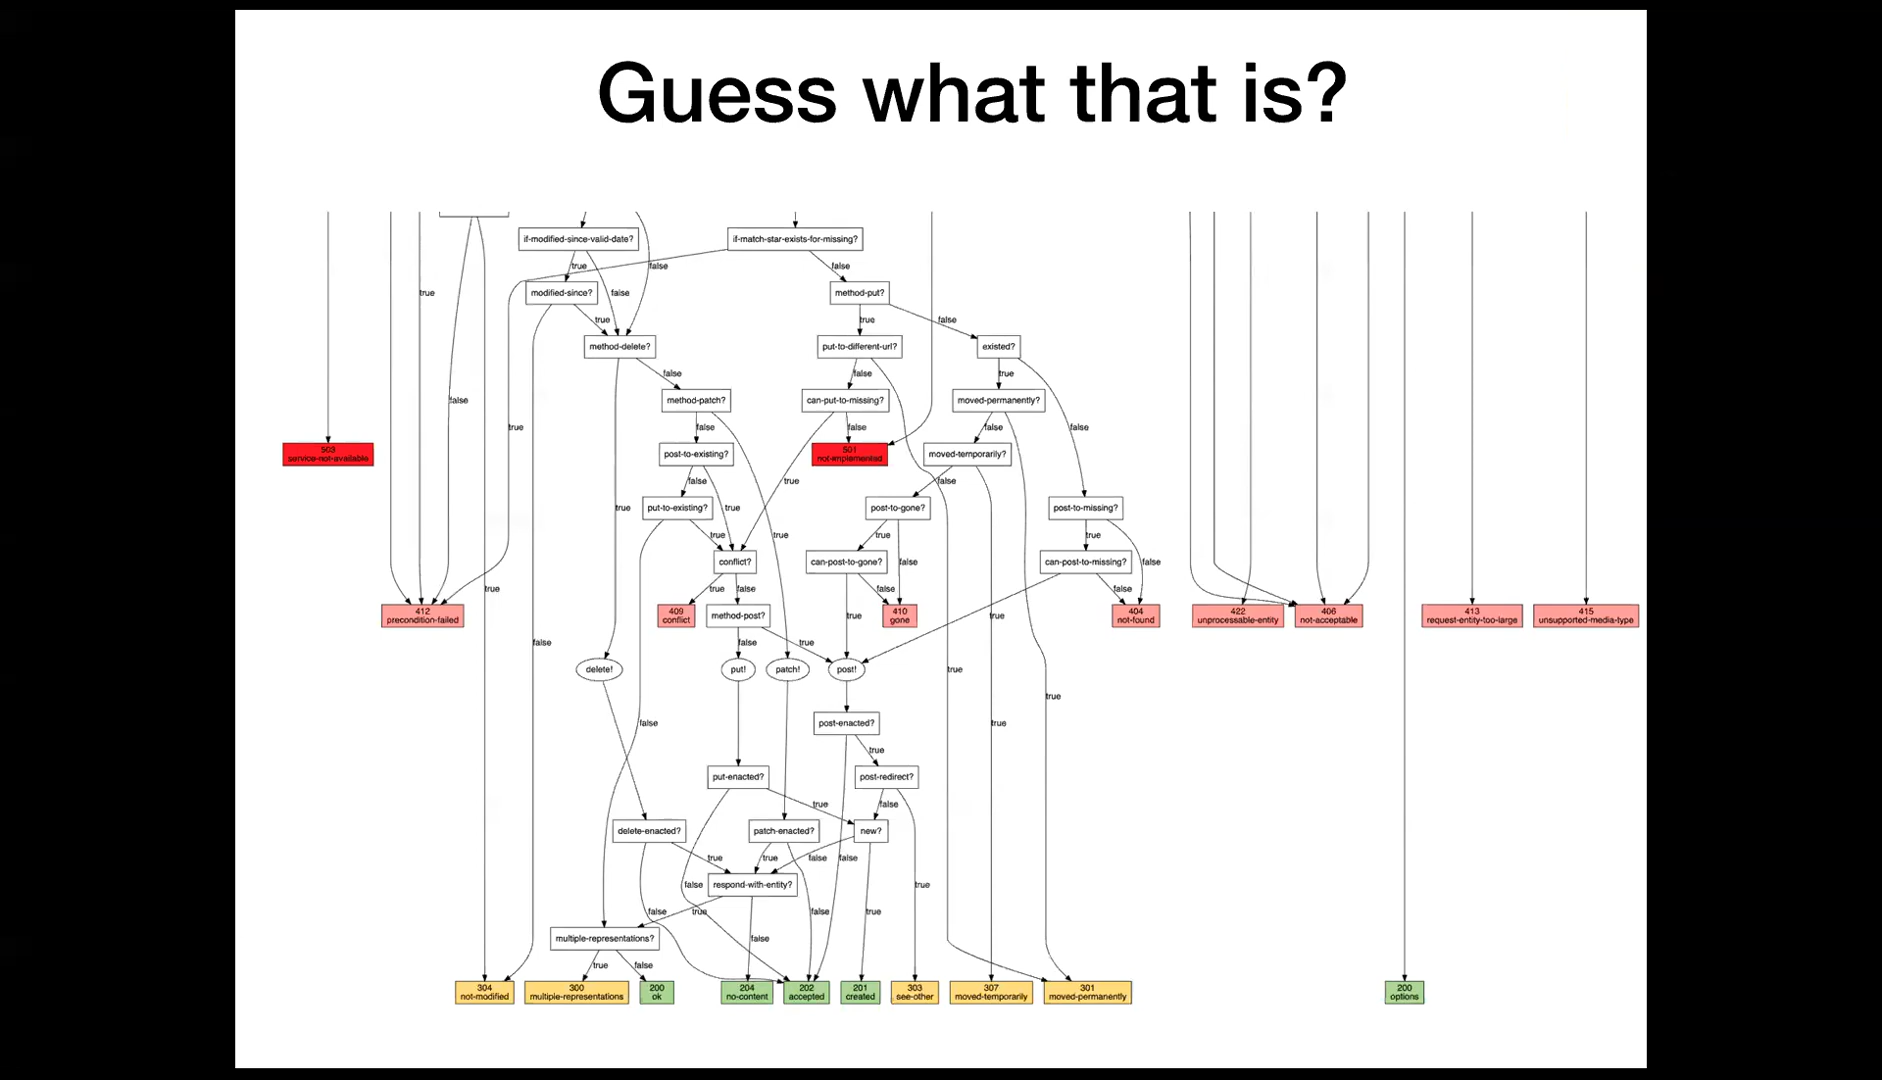 Guess what that is?
if-modified-since-valid-date?
if-match-star-exists-for-missing?
true
false
false
true
modified-since?
false
method-put?
true
true
false
method-delete?
put-to-different-url?
existed?
false
false
true
false
method-patch?
can-put-to-missing?
moved-permanently?
true
false
false
false
false
503
service-not-available
post-to-existing?
501
not-implemented
moved-temporarily?
false
true
false
true
put-to-existing?
true
post-to-gone?
post-to-missing?
true
true
true
true
conflict?
can-post-to-gone?
false
can-post-to-missing?
false
true
true
false
false
false
412
precondition-failed
409
conflict
method-post?
true
410
gone
true
404
not-found
422
unprocessable-entity
406
not-acceptable
413
request-entity-too-large
415
unsupported-media-type
false
false
true
delete!
put!
patch!
post!
true
true
false
post-enacted?
true
true
put-enacted?
post-redirect?
true
false
delete-enacted?
patch-enacted?
new?
true
true
false
false
false
respond-with-entity?
true
false
true
false
true
multiple-representations?
false
true
false
304
not-modified
300
multiple-representations
200
ok
204
no-content
202
accepted
201
created
303
see-other
307
moved-temporarily
301
moved-permanently
200
options